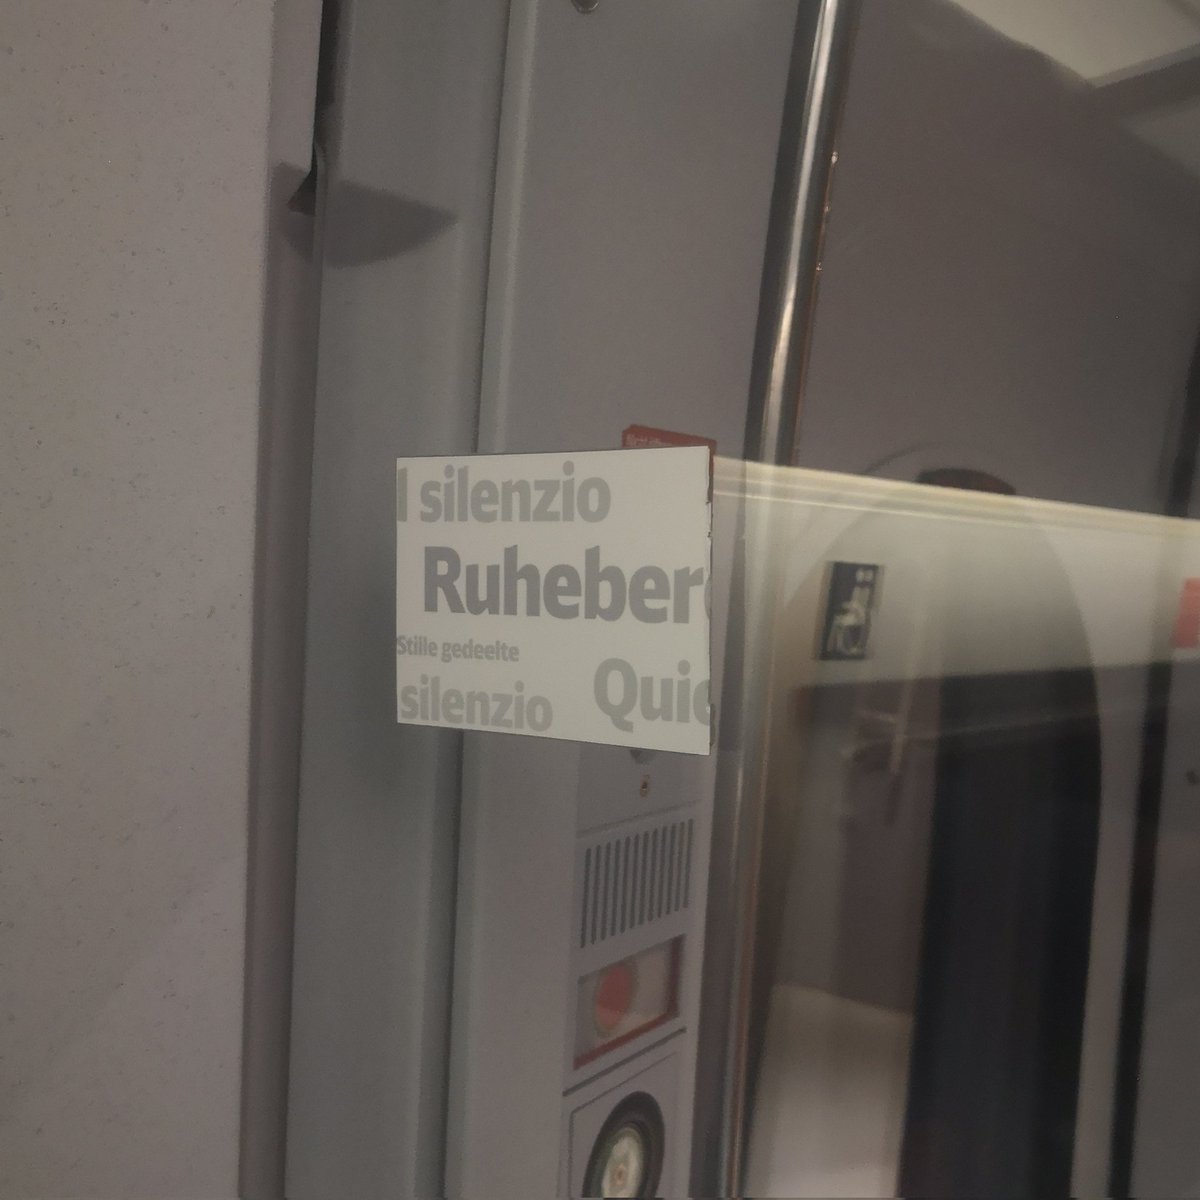 l silenzio
Ruheber
Stille gedeelte
silenzio Quie